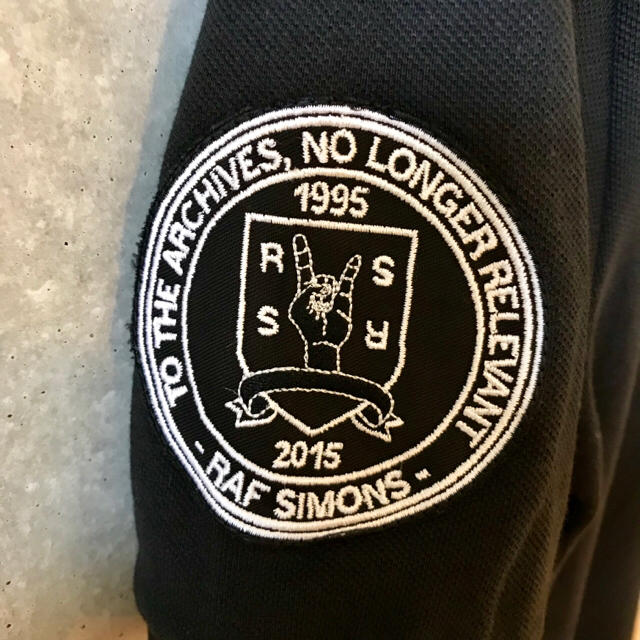 TO THE ARCHIVES, NO LONGER RELEVANT
1995
R S
S R
2015
- RAF SIMONS -